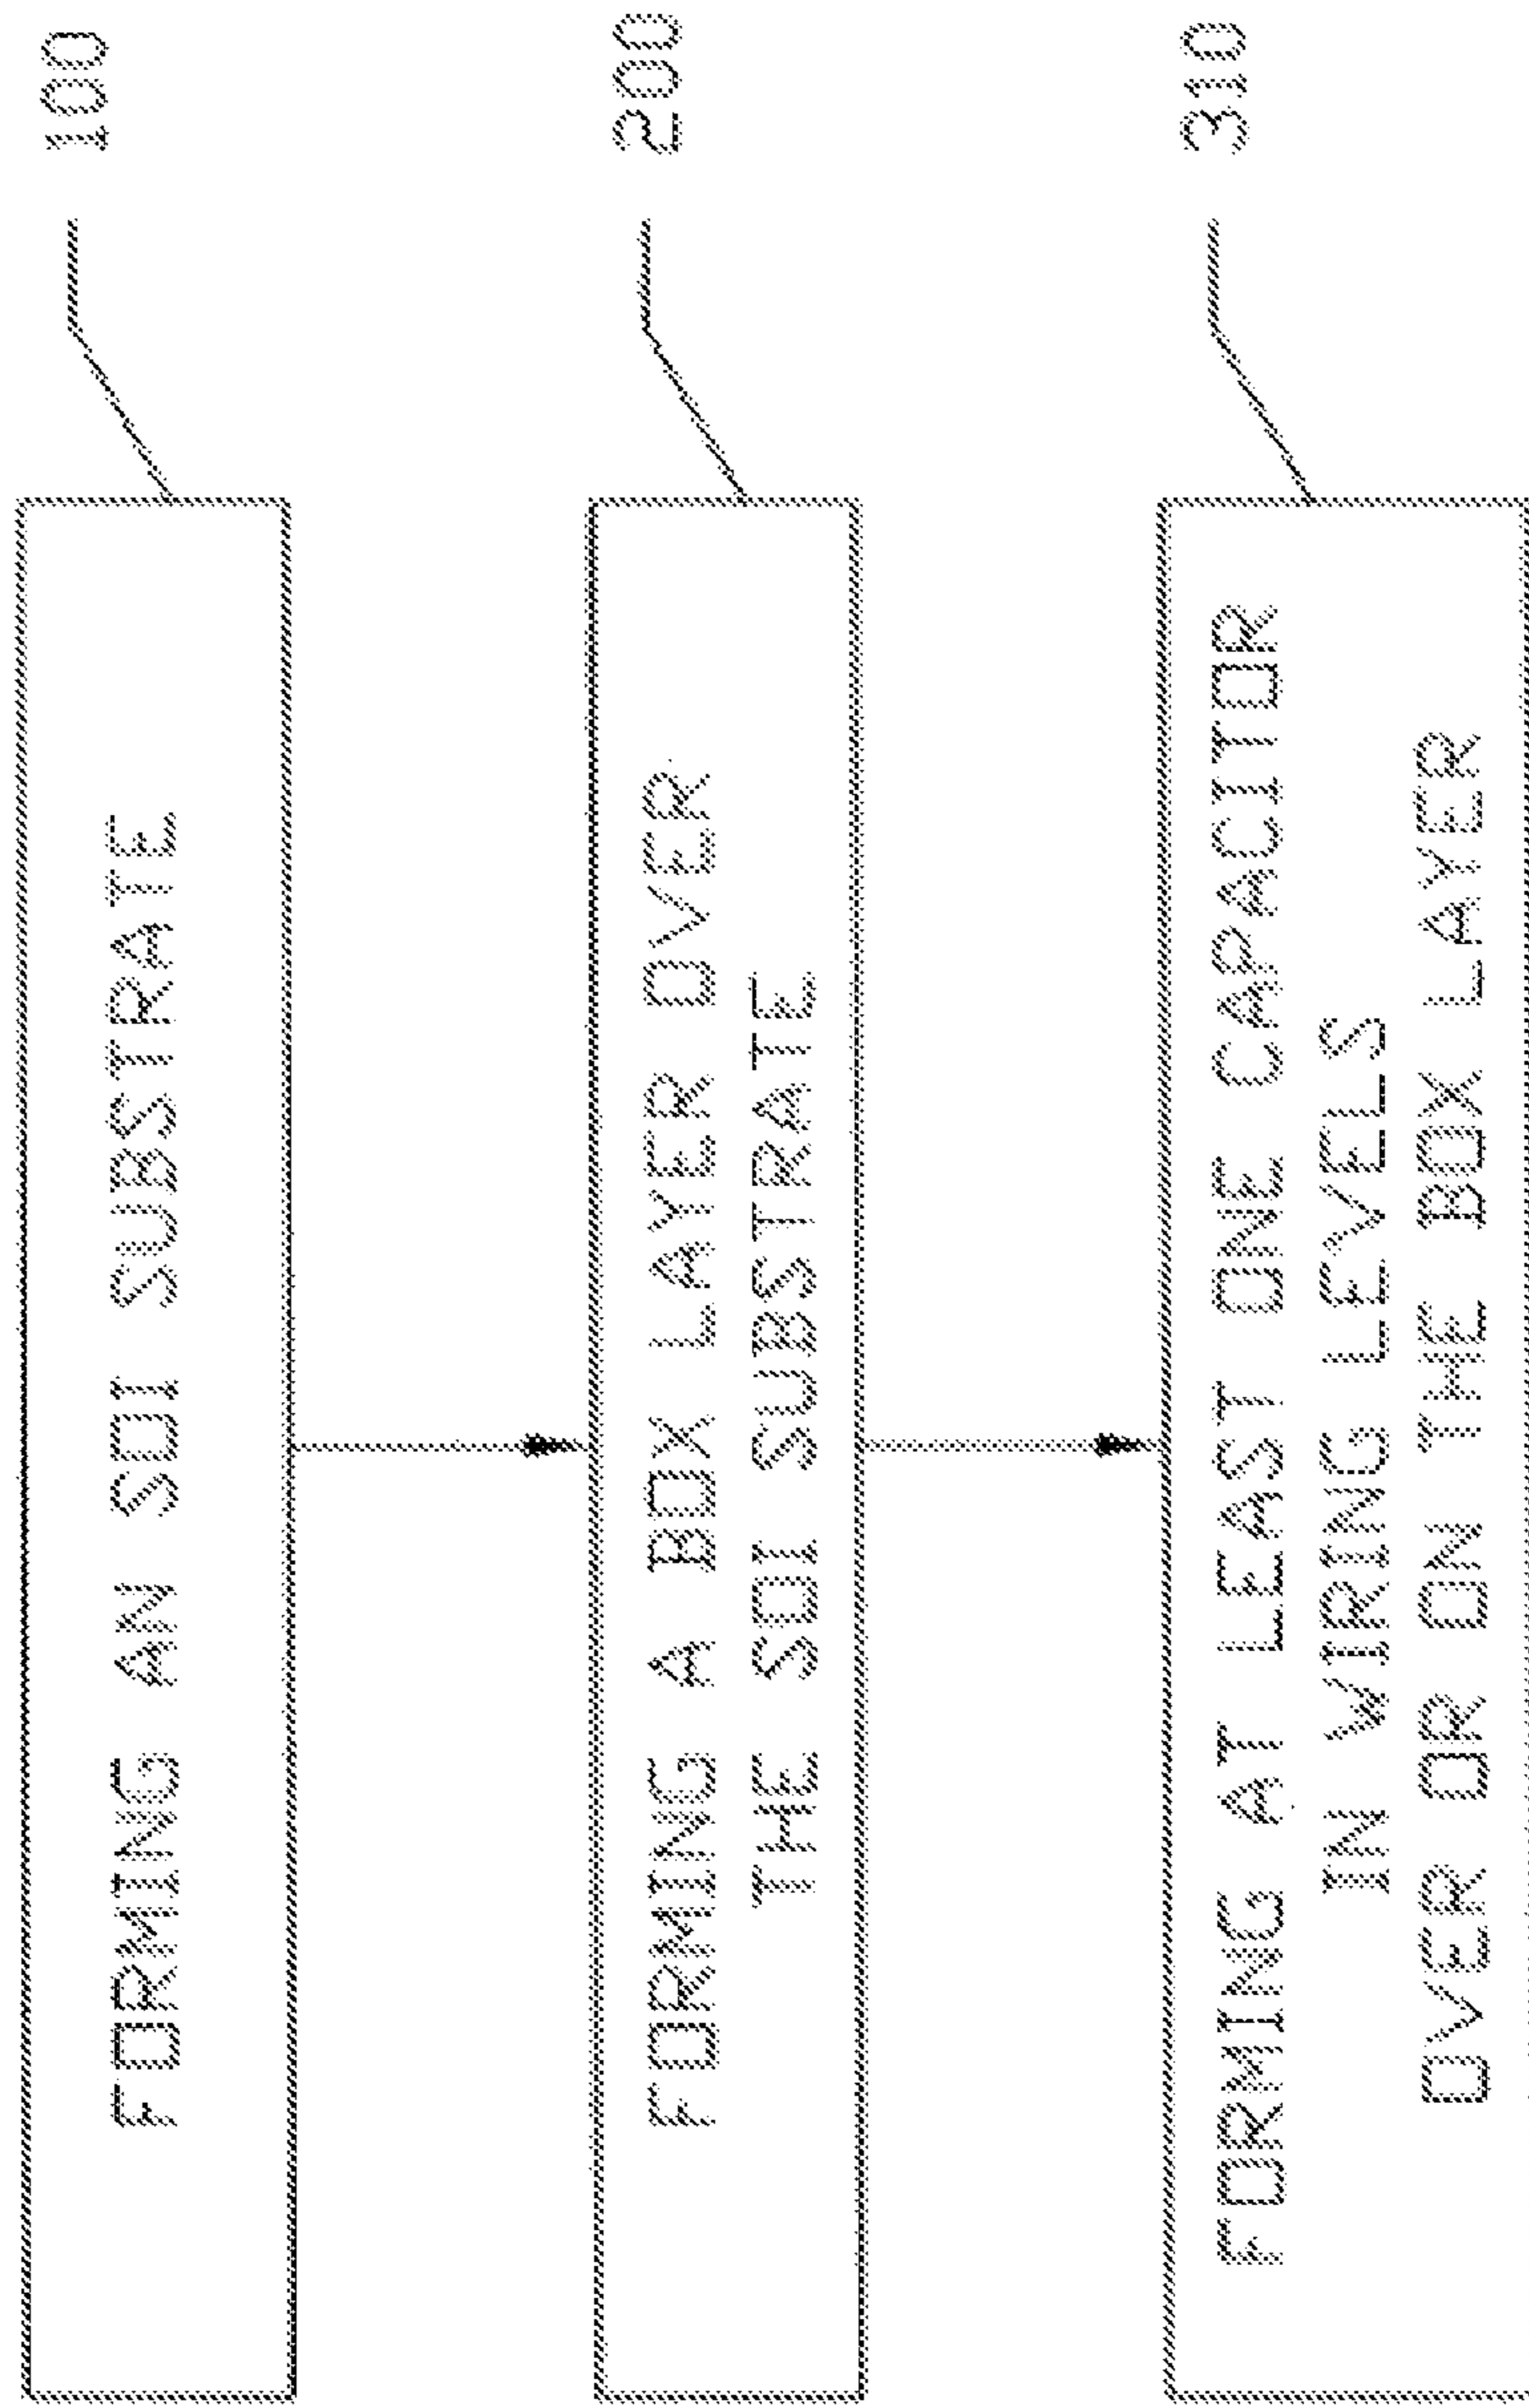 FORMING AN SOI SUBSTRATE
100
FORMING A BOX LAYER OVER
THE SOI SUBSTRATE
200
FORMING AT LEAST ONE CAPACITOR
IN WIRING LEVELS
OVER OR ON THE BOX LAYER
310